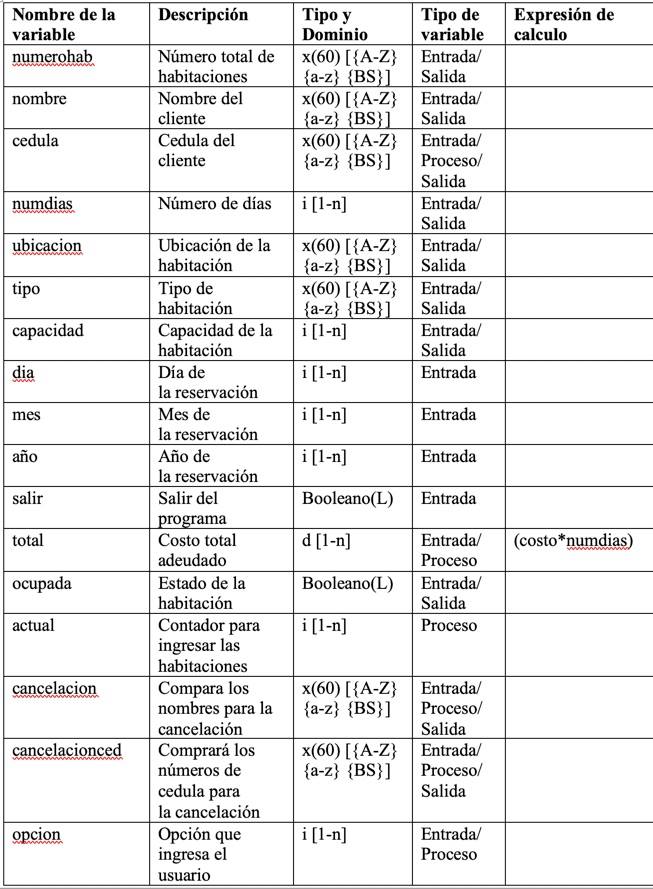 Nombre de la Descripción Tipo y Tipo de Expresión de
variable Dominio variable calculo
numerohab Número total de x(60) [{A-Z} Entrada/
habitaciones {a-z} {BS}] Salida
nombre Nombre del x(60) [{A-Z} Entrada/
cliente {a-z} {BS}] Salida
cedula Cedula del x(60) [{A-Z} Entrada/
cliente {a-z} {BS}] Proceso/
Salida
numdias Número de días i [1-n] Entrada/
Salida
ubicacion Ubicación de la x(60) [{A-Z} Entrada/
habitación {a-z} {BS}] Salida
tipo Tipo de x(60) [{A-Z} Entrada/
habitación {a-z} {BS}] Salida
capacidad Capacidad de la i [1-n] Entrada/
habitación Salida
dia Día de i [1-n] Entrada
la reservación
mes Mes de i [1-n] Entrada
la reservación
año Año de i [1-n] Entrada
la reservación
salir Salir del Booleano(L) Entrada
programa
total Costo total d [1-n] Entrada/ (costo*numdias)
adeudado Proceso
ocupada Estado de la Booleano(L) Entrada/
habitación Salida
actual Contador para i [1-n] Proceso
ingresar las
habitaciones
cancelacion Compara los x(60) [{A-Z} Entrada/
nombres para la {a-z} {BS}] Proceso/
cancelación Salida
cancelacionced Comprará los x(60) [{A-Z} Entrada/
números de {a-z} {BS}] Proceso/
cedula para Salida
la cancelación
opcion Opción que i [1-n] Entrada/
ingresa el Proceso
usuario